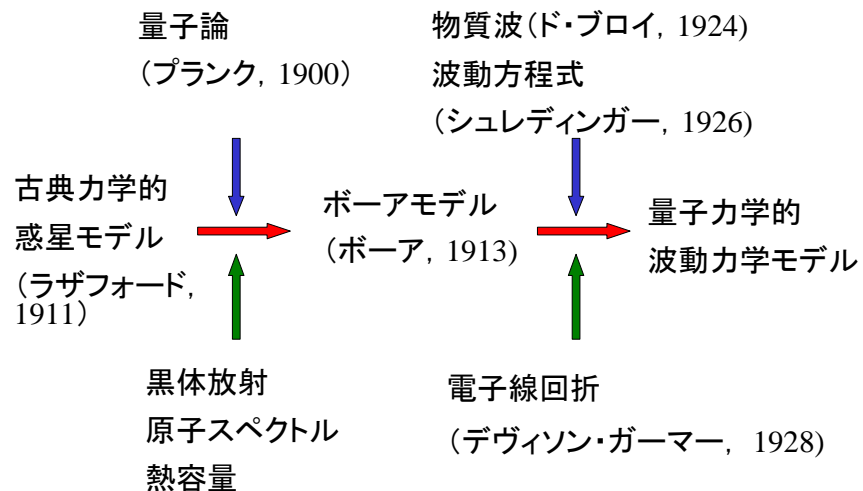 量子論
（プランク, 1900）
物質波（ド・ブロイ, 1924)
波動方程式
（シュレディンガー, 1926)
古典力学的
惑星モデル
（ラザフォード,
1911）
ボーアモデル
（ボーア, 1913)
量子力学的
波動力学モデル
黒体放射
原子スペクトル
熱容量
電子線回折
（デヴィソン・ガーマー, 1928)